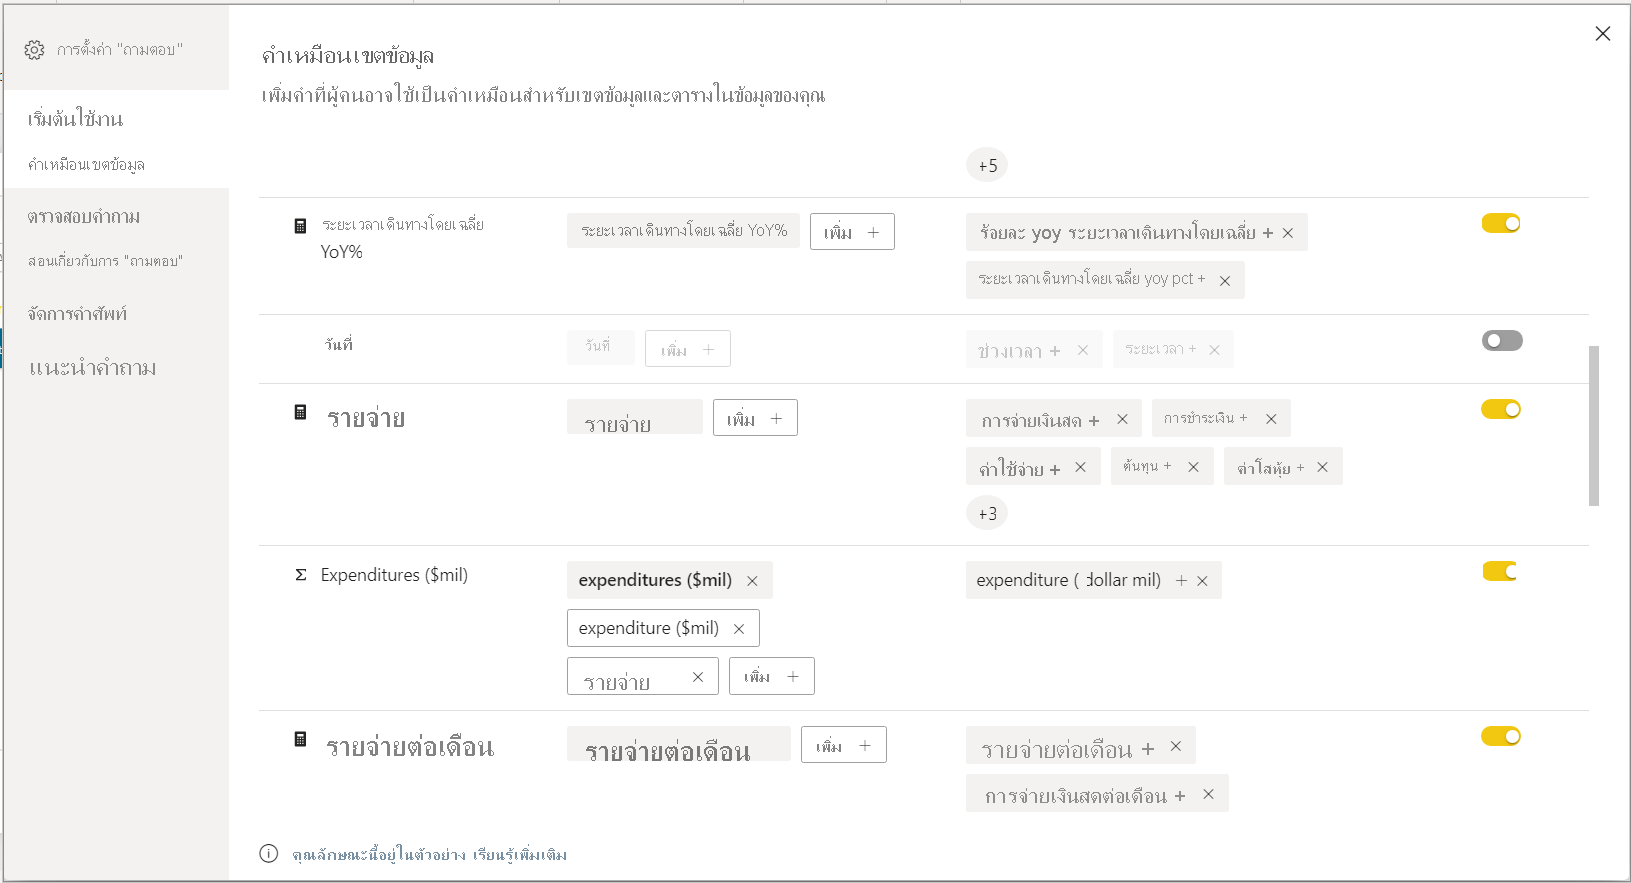 การตั้งค่า "ถามตอบ"
เริ่มต้นใช้งาน
คำเหมือนเขตข้อมูล
ตรวจสอบคำถาม
สอนเกี่ยวกับการ "ถามตอบ"
จัดการคำศัพท์
แนะนำคำถาม
คำเหมือนเขตข้อมูล
เพิ่มคำที่ผู้คนอาจใช้เป็นคำเหมือนสำหรับเขตข้อมูลและตารางในข้อมูลของคุณ
+5
ระยะเวลาเดินทางโดยเฉลี่ย
YoY%
ระยะเวลาเดินทางโดยเฉลี่ย YoY%
เพิ่ม +
ร้อยละ yoy ระยะเวลาเดินทางโดยเฉลี่ย +
ระยะเวลาเดินทางโดยเฉลี่ย yoy pct +
วันที่
วันที่
เพิ่ม +
ช่วงเวลา +
ระยะเวลา +
รายจ่าย
รายจ่าย
เพิ่ม +
การจ่ายเงินสด +
การชำระเงิน +
ค่าใช้จ่าย +
ต้นทุน +
ค่าโสหุ้ย +
+3
Σ Expenditures ($mil)
expenditures ($mil)
expenditure ($mil)
รายจ่าย
เพิ่ม +
expenditure ( dollar mil) +
รายจ่ายต่อเดือน
รายจ่ายต่อเดือน
เพิ่ม +
รายจ่ายต่อเดือน +
การจ่ายเงินสดต่อเดือน +
คุณลักษณะนี้อยู่ในตัวอย่าง เรียนรู้เพิ่มเติม